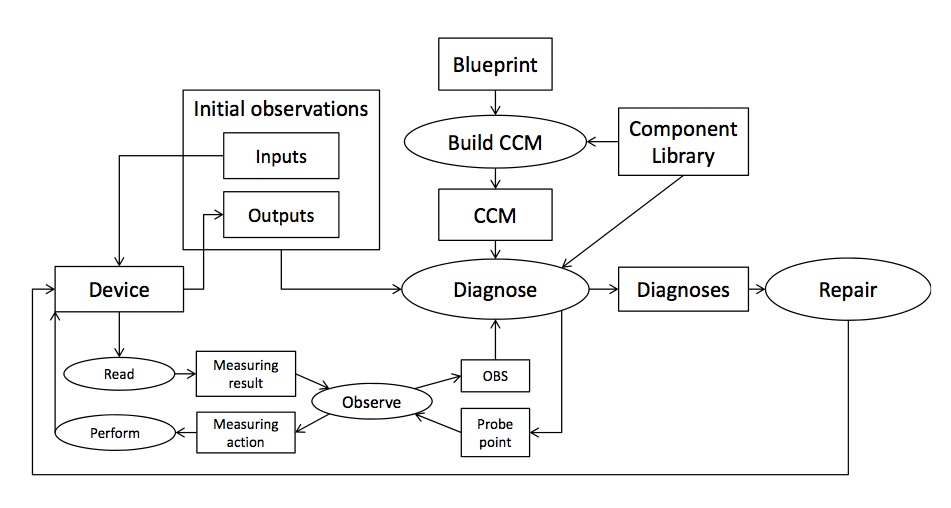 Blueprint
Initial observations
Inputs
Outputs
Build CCM
Component
Library
CCM
Device
Diagnose
Diagnoses
Repair
Read
Measuring
result
Observe
OBS
Perform
Measuring
action
Probe
point